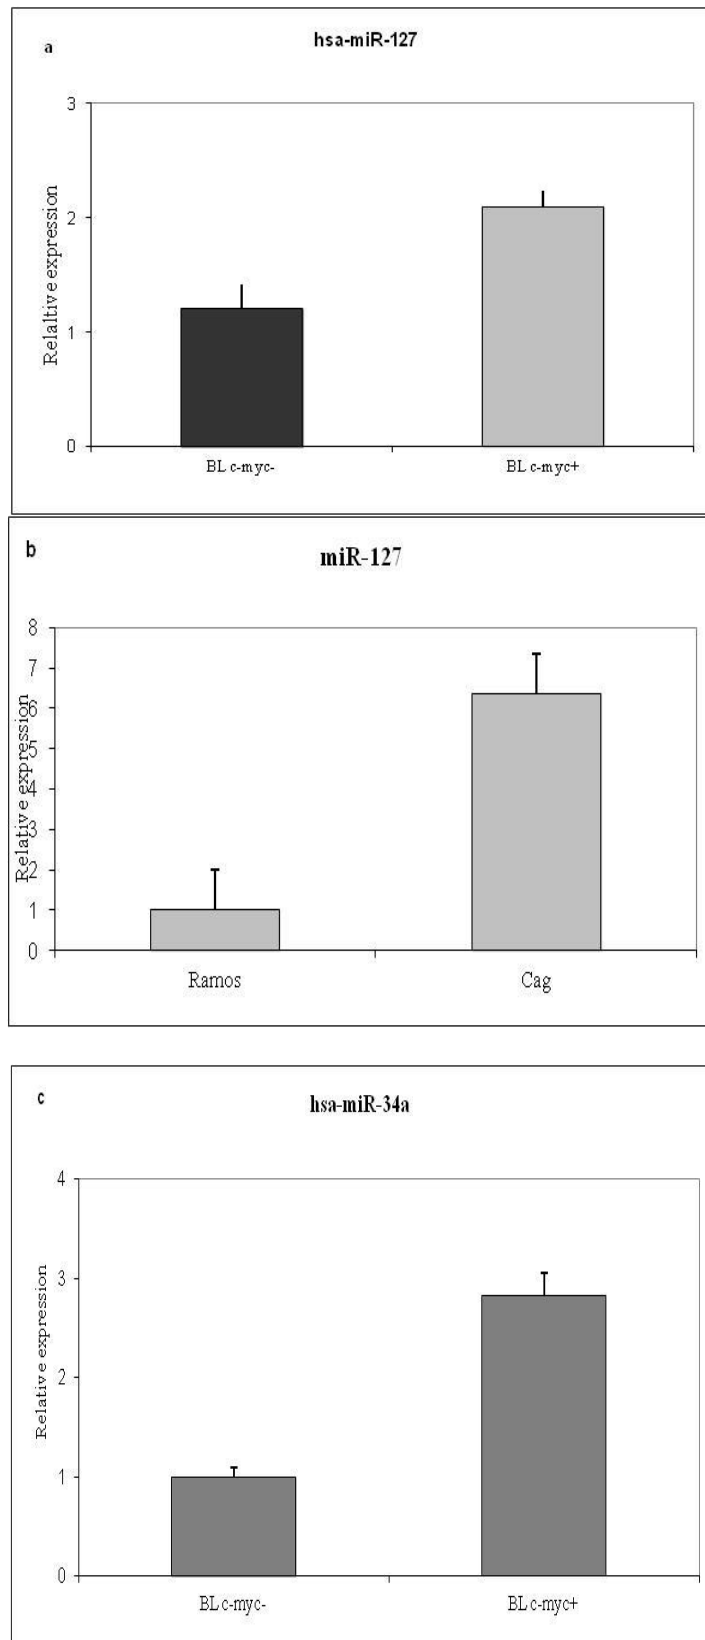 a
hsa-miR-127
3
2
1
0
Relaltive expression
BL c-myc-
BL c-myc+
b
miR-127
8
7
6
5
4
3
2
1
0
Relative expression
Ramos
Cag
c
hsa-miR-34a
4
3
2
1
0
Relative expression
BL c-myc-
BL c-myc+